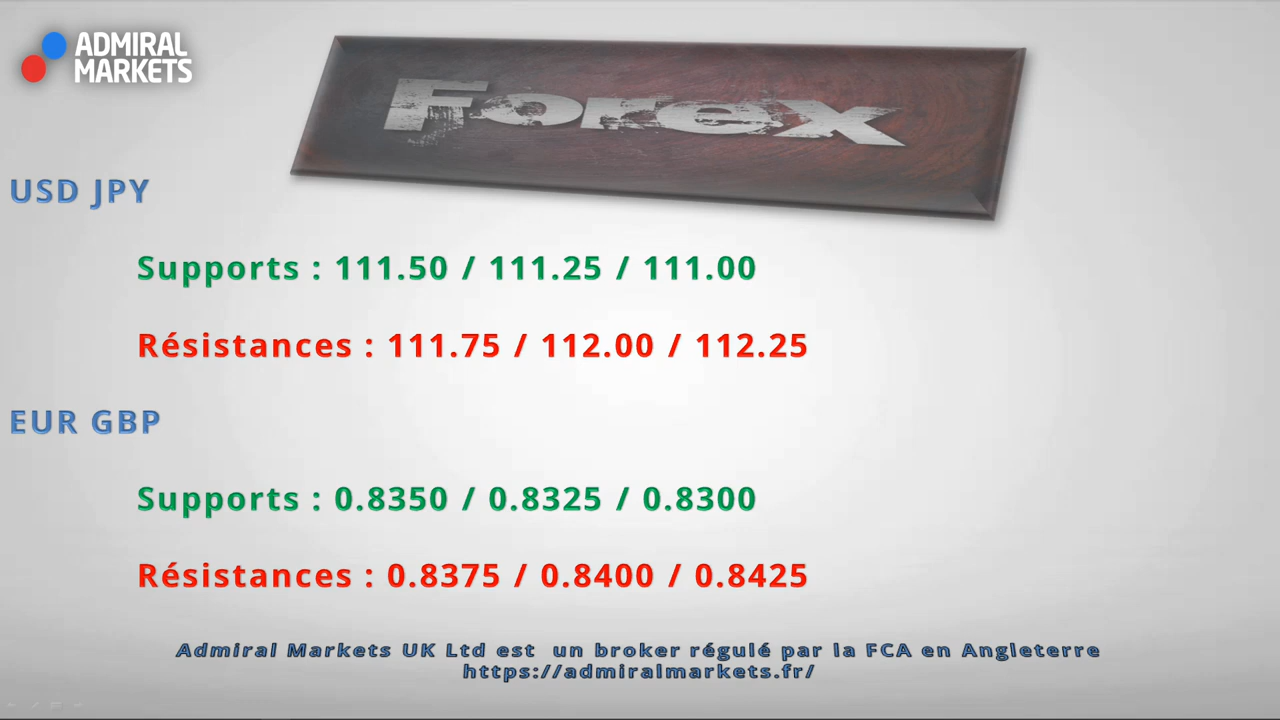 ADMIRAL
MARKETS
Forex
USD JPY
Supports : 111.50 / 111.25 / 111.00
Résistances : 111.75 / 112.00 / 112.25
EUR GBP
Supports : 0.8350 / 0.8325 / 0.8300
Résistances : 0.8375 / 0.8400 / 0.8425
Admiral Markets UK Ltd est un broker régulé par la FCA en Angleterre
https://admiralmarkets.fr/